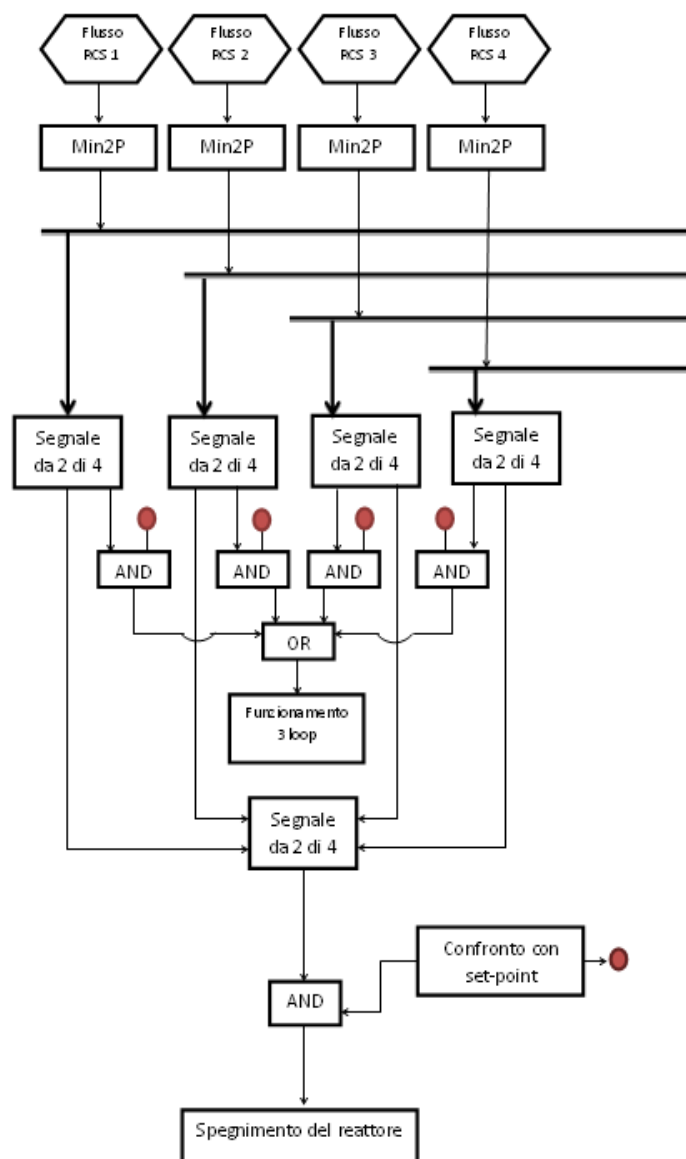 Flusso
RCS 1
Flusso
RCS 2
Flusso
RCS 3
Flusso
RCS 4
Min2P
Min2P
Min2P
Min2P
Segnale
da 2 di 4
Segnale
da 2 di 4
Segnale
da 2 di 4
Segnale
da 2 di 4
AND
AND
AND
AND
OR
Funzionamento
3 loop
Segnale
da 2 di 4
Confronto con
set-point
AND
Spegnimento del reattore